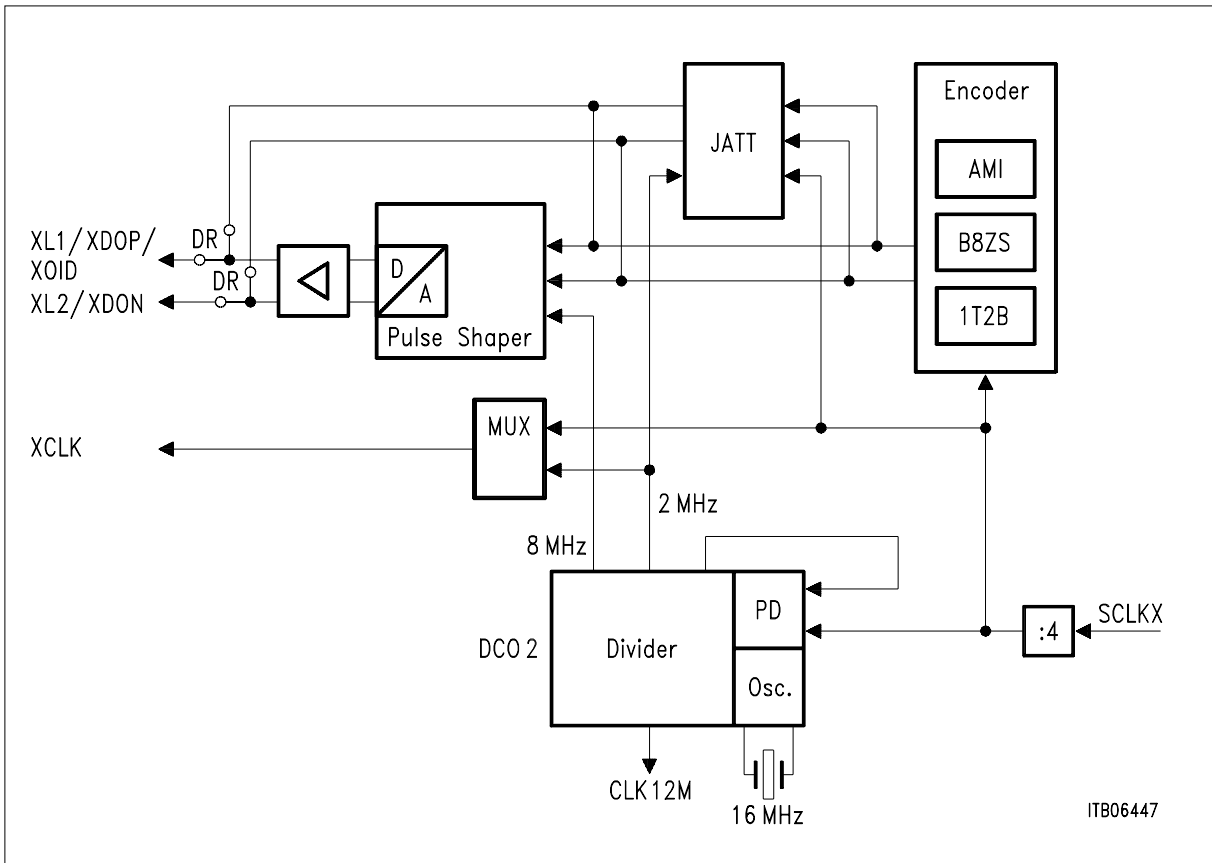 Encoder
JATT
AMI
XL1/XDOP/
XOID
DR
D
A
B8ZS
XL2/XDON
DR
Pulse Shaper
1T2B
XCLK
MUX
2 MHz
8 MHz
DCO 2
Divider
PD
Osc.
:4
SCLKX
CLK12M
16 MHz
ITB06447